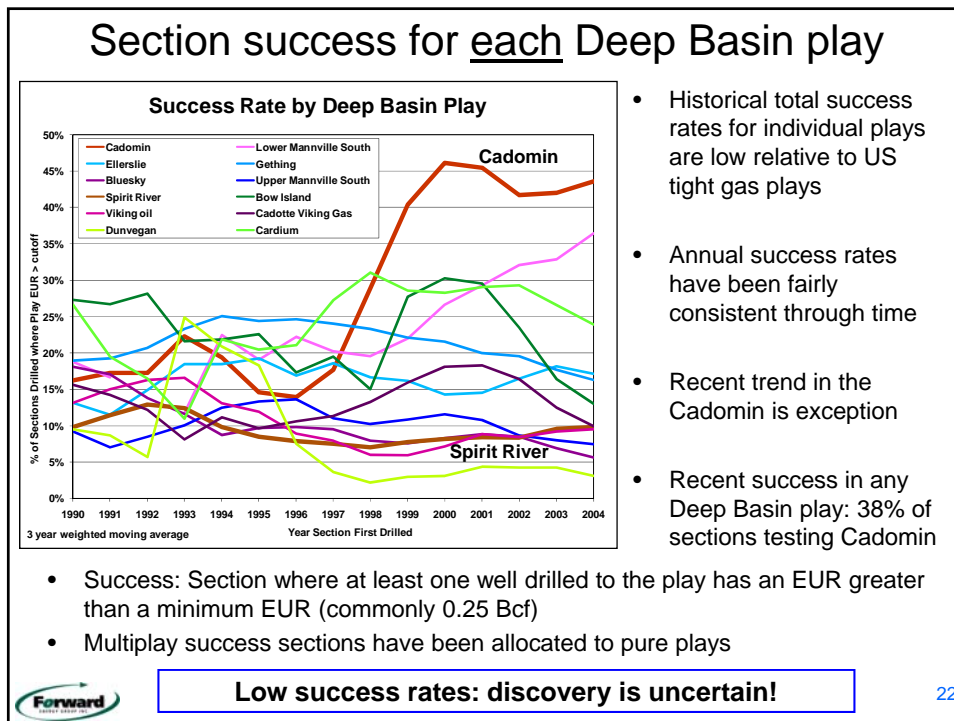 Section success for each Deep Basin play
Success Rate by Deep Basin Play
% of Sections Drilled where Play EUR > cutoff
50%
45%
40%
35%
30%
25%
20%
15%
10%
5%
0%
Cadomin
Lower Mannville South
Ellerslie
Gething
Bluesky
Upper Mannville South
Spirit River
Bow Island
Viking oil
Cadotte Viking Gas
Dunvegan
Cardium
Cadomin
Spirit River
1990 1991 1992 1993 1994 1995 1996 1997 1998 1999 2000 2001 2002 2003 2004
3 year weighted moving average
Year Section First Drilled
• Historical total success
rates for individual plays
are low relative to US
tight gas plays
• Annual success rates
have been fairly
consistent through time
• Recent trend in the
Cadomin is exception
• Recent success in any
Deep Basin play: 38% of
sections testing Cadomin
• Success: Section where at least one well drilled to the play has an EUR greater
than a minimum EUR (commonly 0.25 Bcf)
• Multiplay success sections have been allocated to pure plays
Forward
ENERGY GROUP INC.
Low success rates: discovery is uncertain!
22